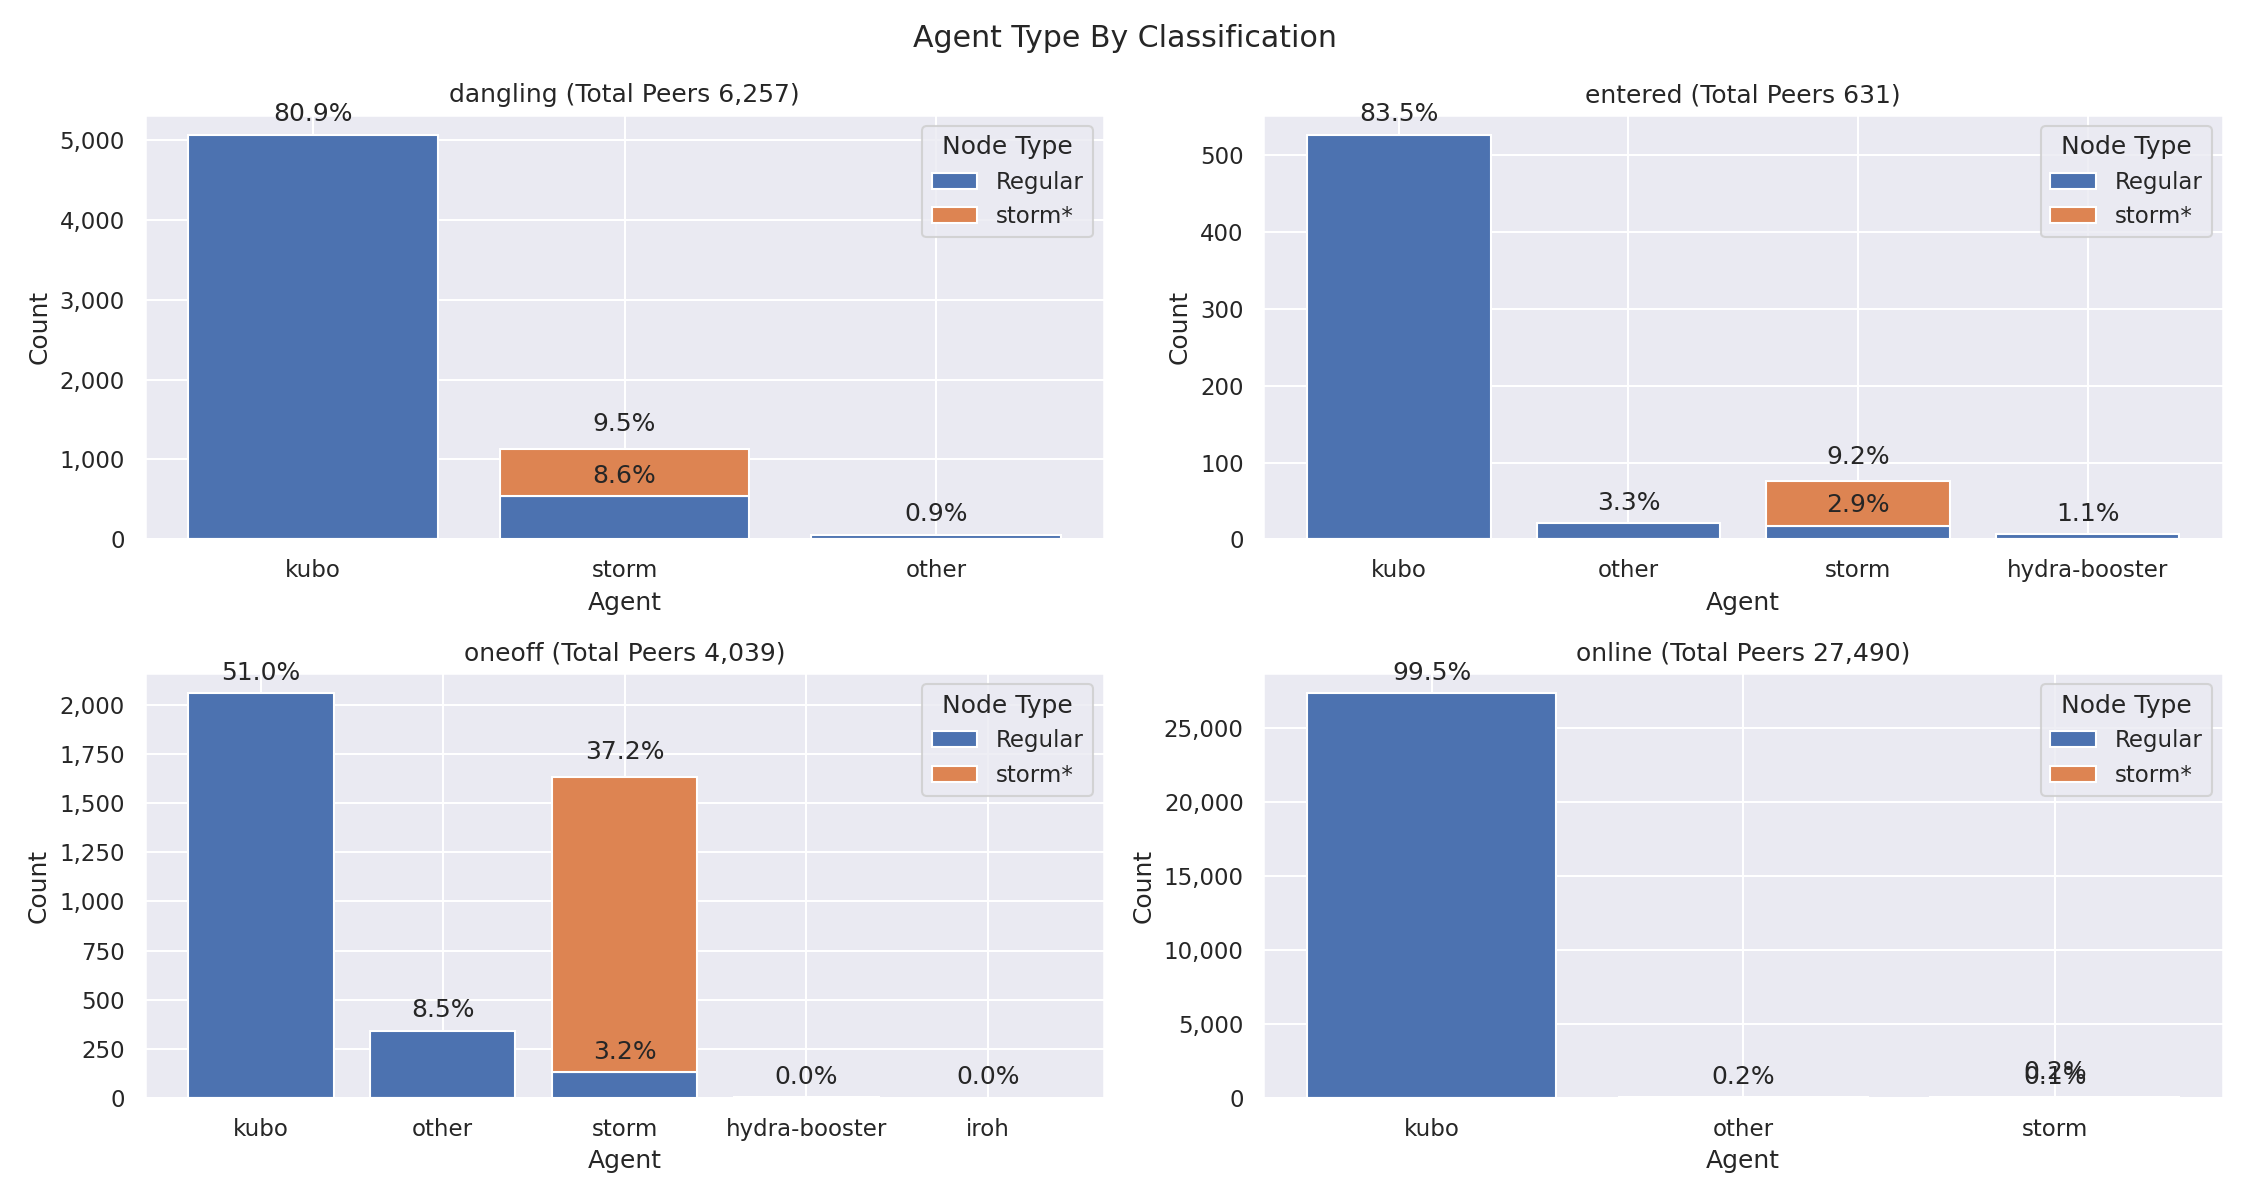 Agent Type By Classification
dangling (Total Peers 6,257)
80.9%
5,000
4,000
3,000
2,000
1,000
0
Count
9.5%
8.6%
0.9%
Node Type
Regular
storm*
kubo
storm
other
Agent
entered (Total Peers 631)
83.5%
500
400
300
200
100
0
Count
3.3%
9.2%
2.9%
1.1%
Node Type
Regular
storm*
kubo
other
storm
hydra-booster
Agent
oneoff (Total Peers 4,039)
51.0%
2,000
1,750
1,500
1,250
1,000
750
500
250
0
Count
8.5%
37.2%
3.2%
0.0%
0.0%
Node Type
Regular
storm*
kubo
other
storm
hydra-booster
iroh
Agent
online (Total Peers 27,490)
99.5%
25,000
20,000
15,000
10,000
5,000
0
Count
0.2%
0.2%
0.1%
Node Type
Regular
storm*
kubo
other
storm
Agent